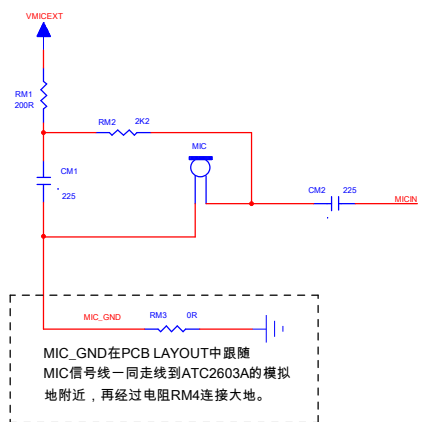 VMICEXT
RM1
200R
RM2 2K2
MIC
CM1
225
CM2 225
MICIN
MIC_GND
RM3 0R
MIC_GND在PCB LAYOUT中跟随
MIC信号线一同走线到ATC2603A的模拟
地附近，再经过电阻RM4连接大地。